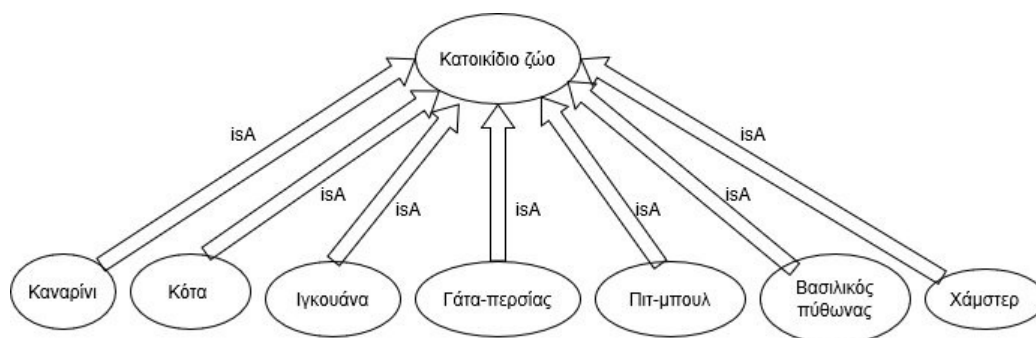 Κατοικίδιο ζώο
isA
isA
isA
isA
isA
isA
isA
Καναρίνι
Κότα
Ιγκουάνα
Γάτα-περσίας
Πιτ-μπουλ
Βασιλικός
πύθωνας
Χάμστερ